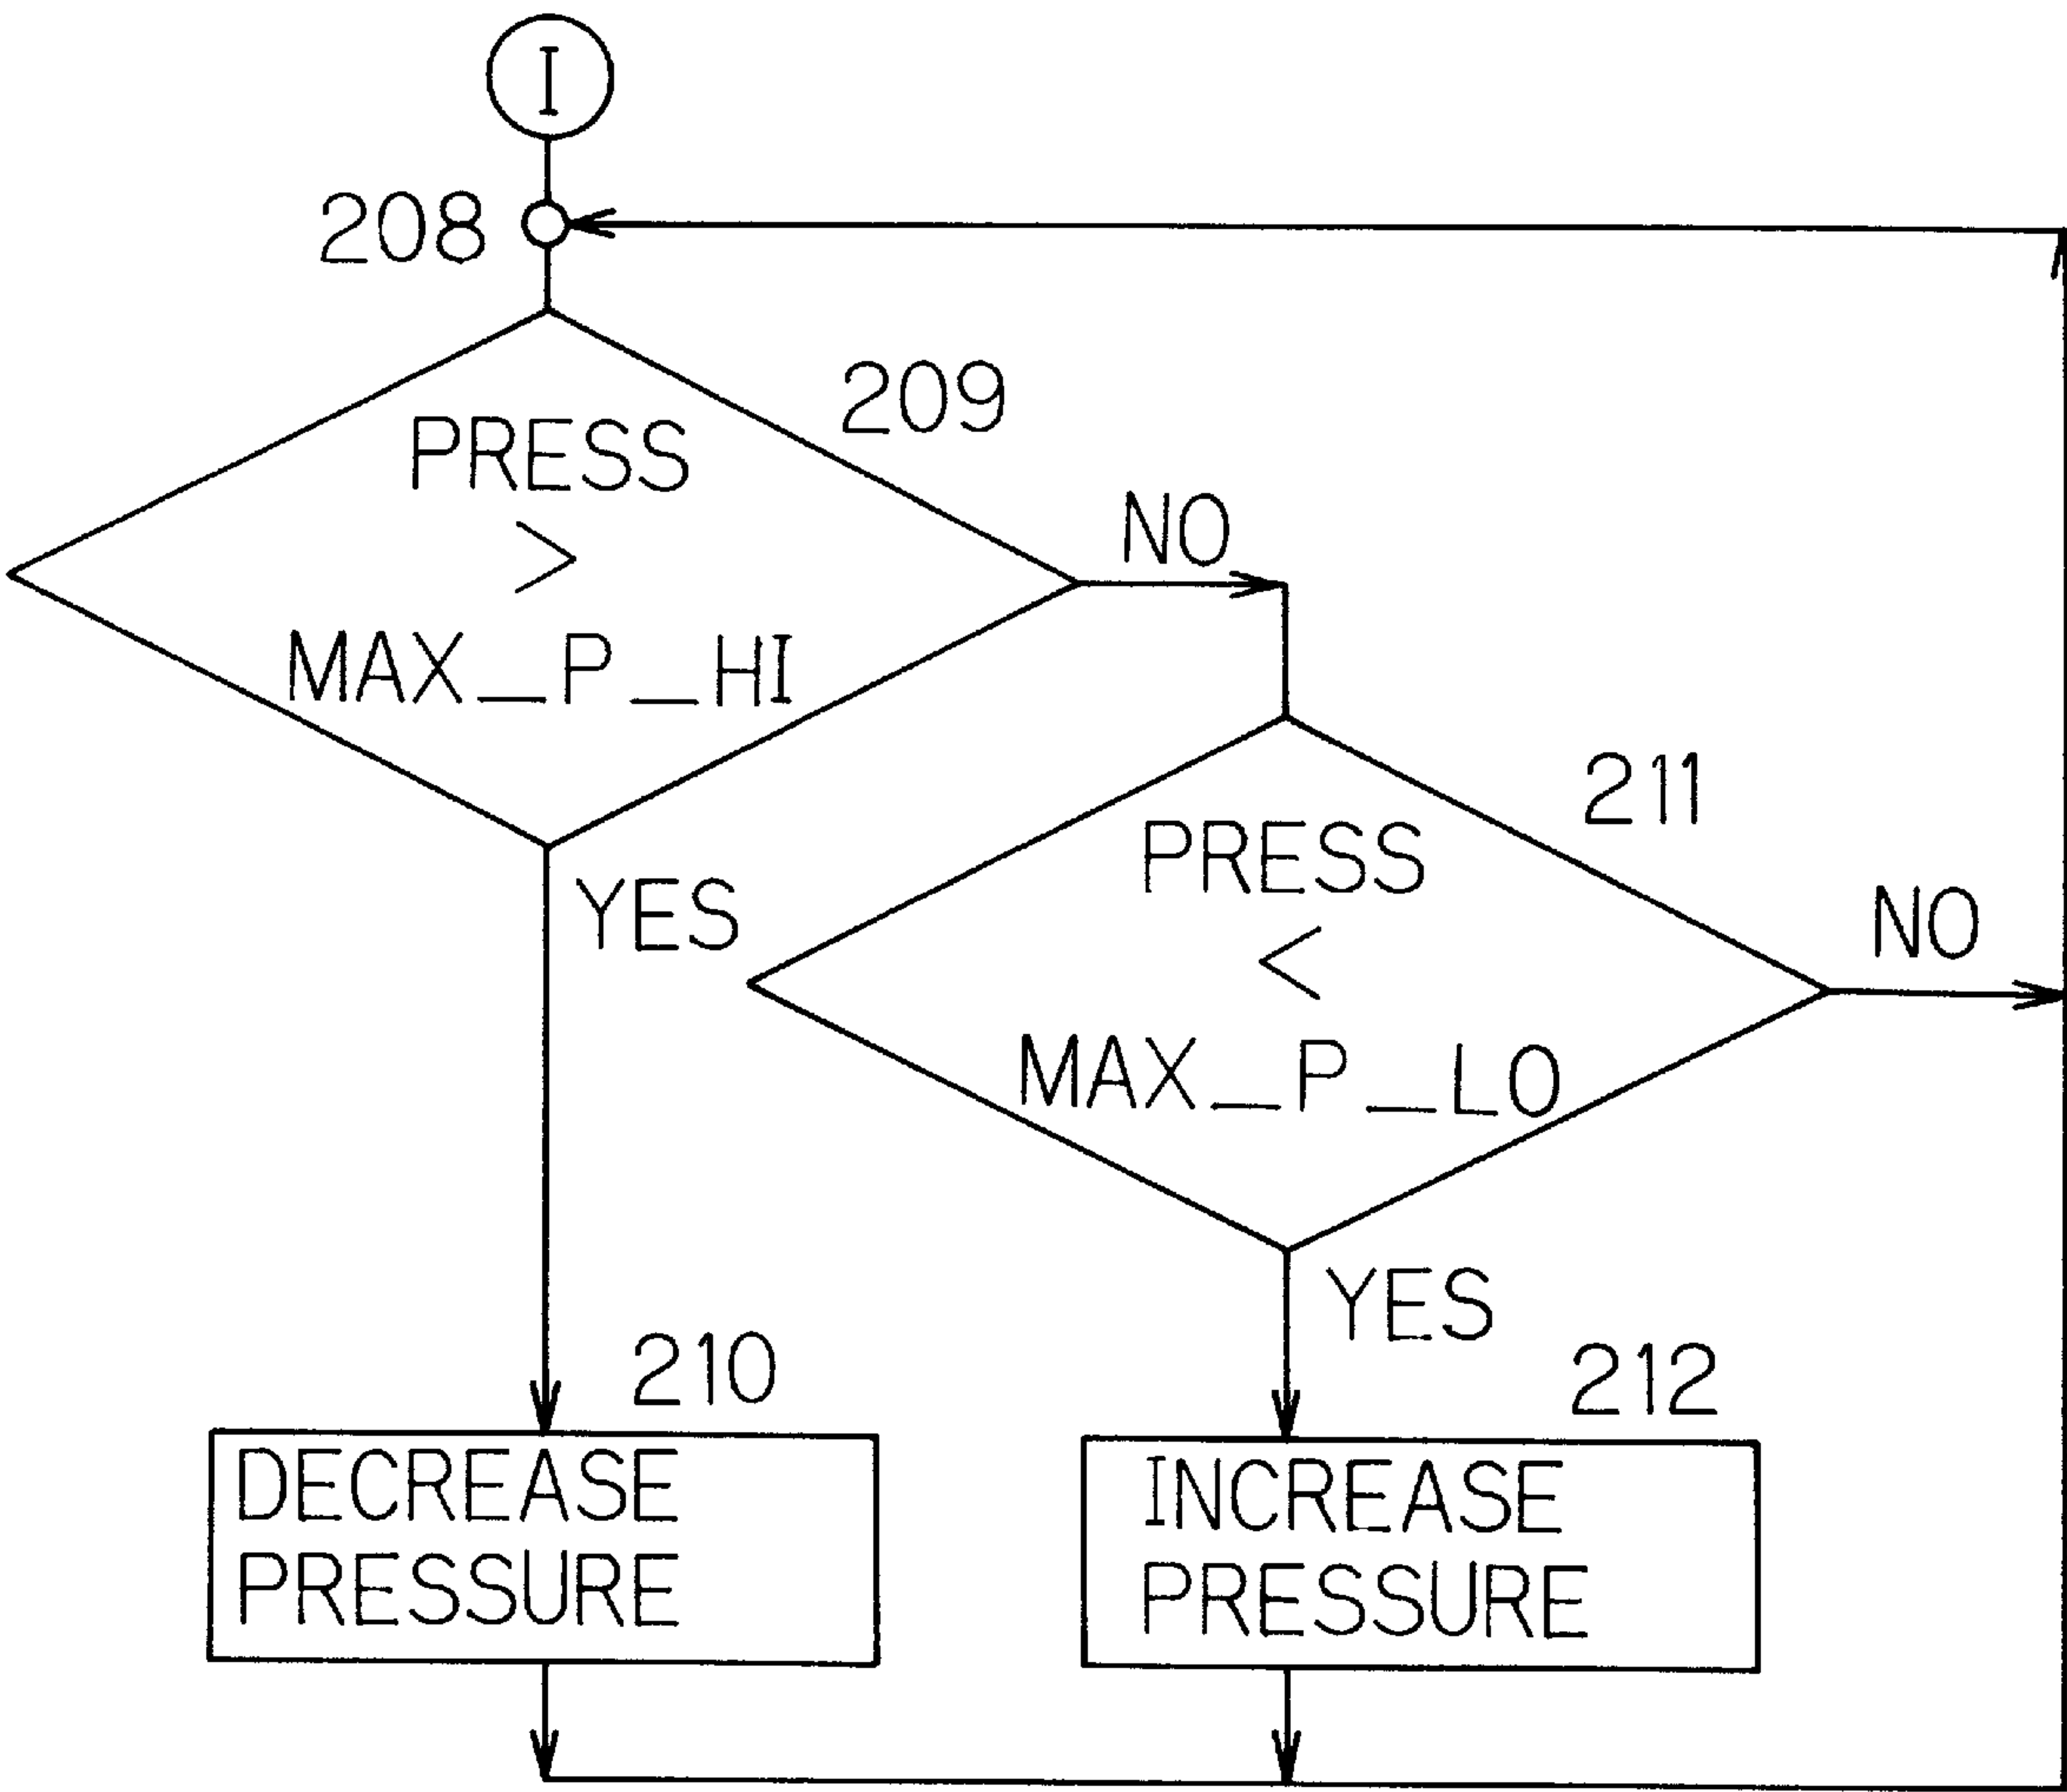 I
208
209
PRESS
>
MAX_P_HI
NO
YES
211
PRESS
<
MAX_P_LO
NO
YES
210
DECREASE
PRESSURE
212
INCREASE
PRESSURE